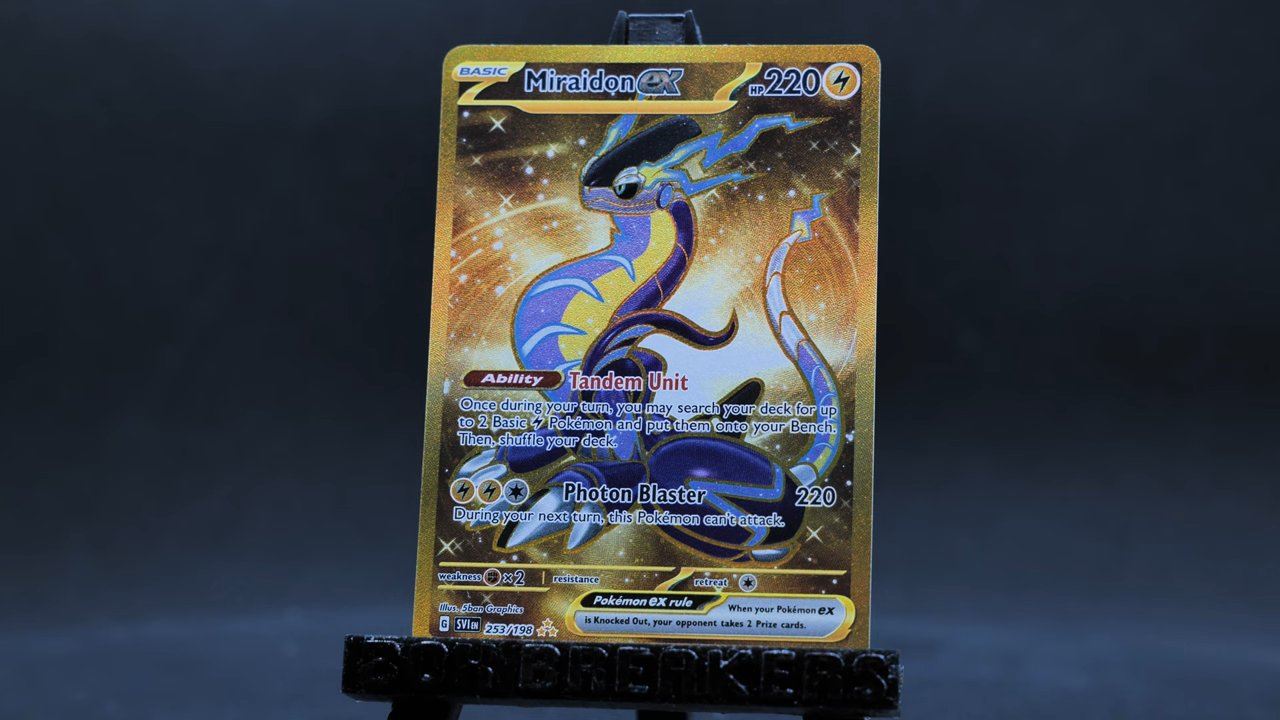 BASIC Miraidon ex HP 220
Ability Tandem Unit
Once during your turn, you may search your deck for up
to 2 Basic Pokémon and put them onto your Bench.
Then, shuffle your deck.
Photon Blaster 220
During your next turn, this Pokémon can't attack.
weakness ×2 resistance retreat
Pokémon ex rule
When your Pokémon ex
is Knocked Out, your opponent takes 2 Prize cards.
Illus. 5ban Graphics
G SVI EN 253/198
BOX BREAKERS